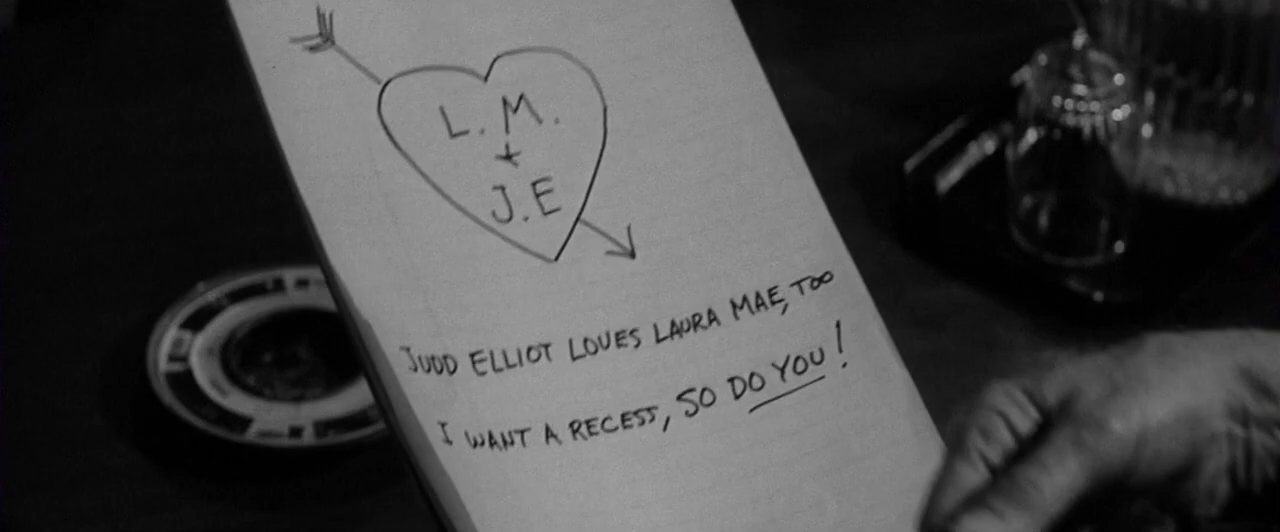 L.M.
+
J.E
JUDD ELLIOT LOVES LAURA MAE, TOO
I WANT A RECESS, SO DO YOU!